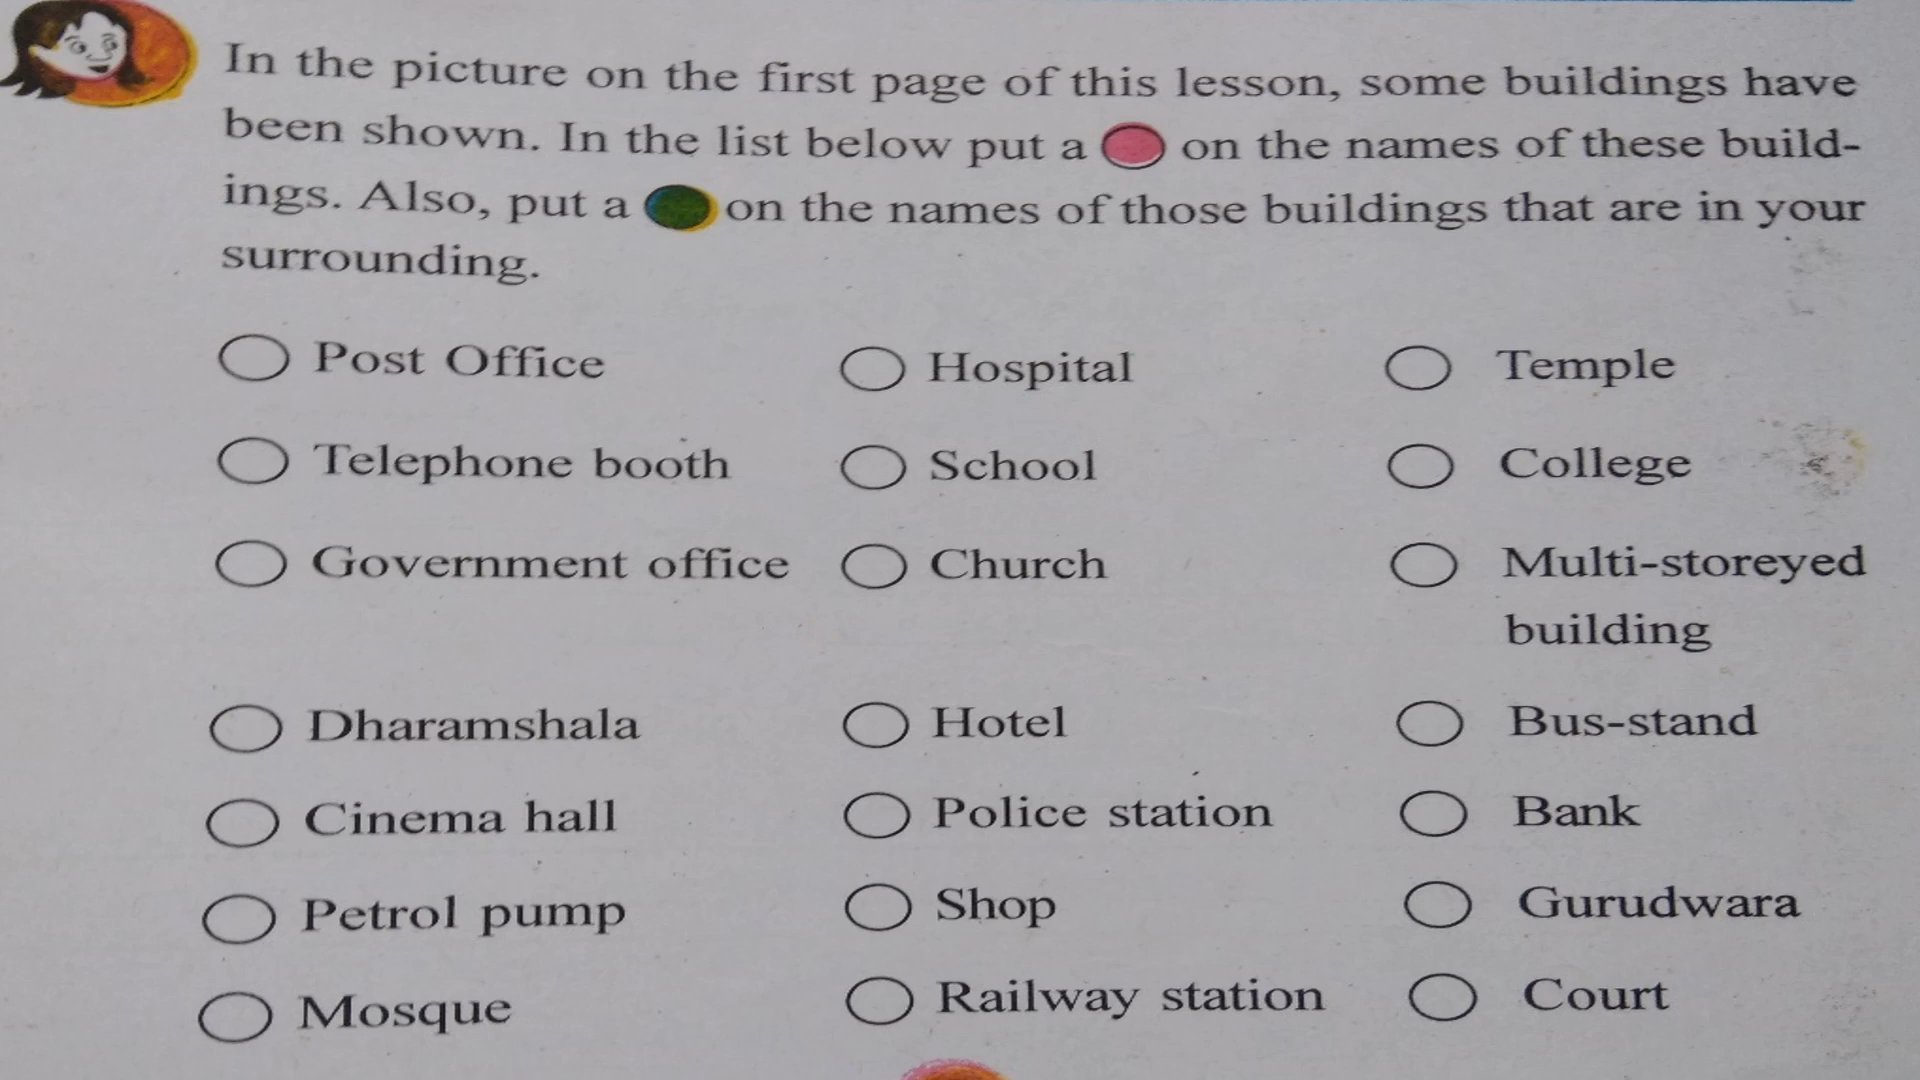 In the picture on the first page of this lesson, some buildings have
been shown. In the list below put a on the names of these build-
ings. Also, put a on the names of those buildings that are in your
surrounding.
Post Office Hospital Temple
Telephone booth School College
Government office Church Multi-storeyed
building
Dharamshala Hotel Bus-stand
Cinema hall Police station Bank
Petrol pump Shop Gurudwara
Mosque Railway station Court